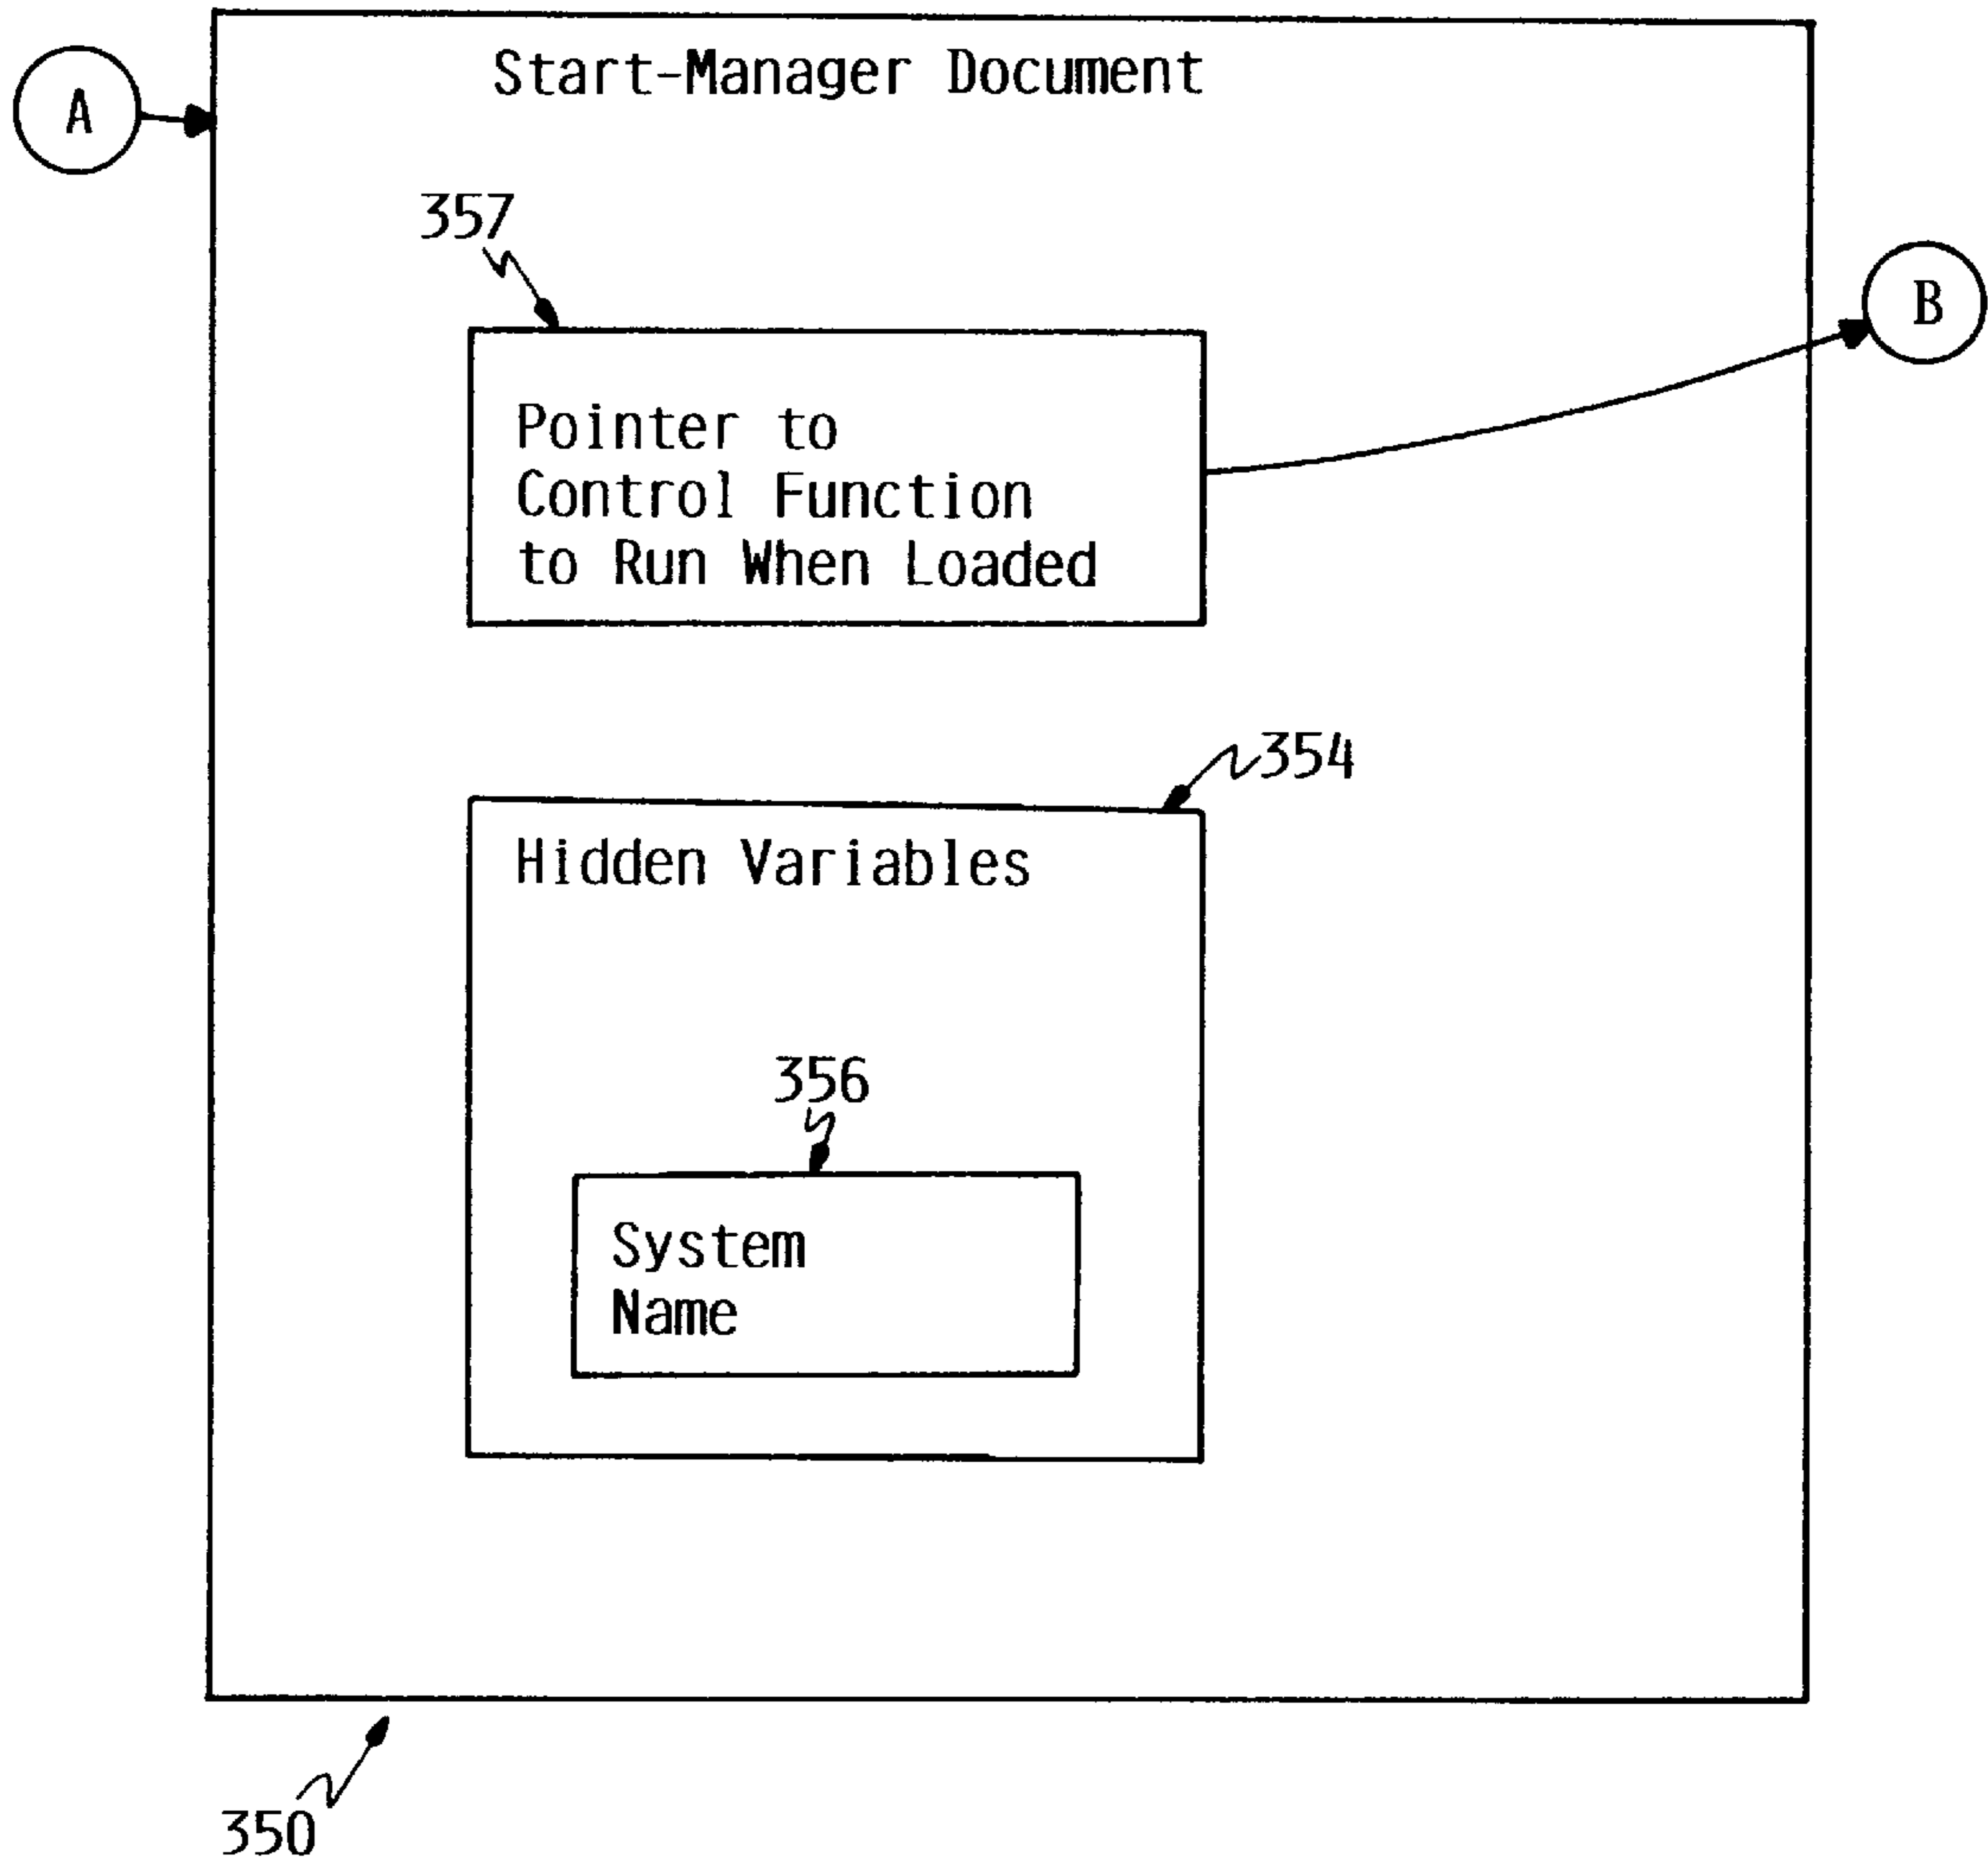 Start-Manager Document
A
357
B
Pointer to
Control Function
to Run When Loaded
354
Hidden Variables
356
System
Name
350